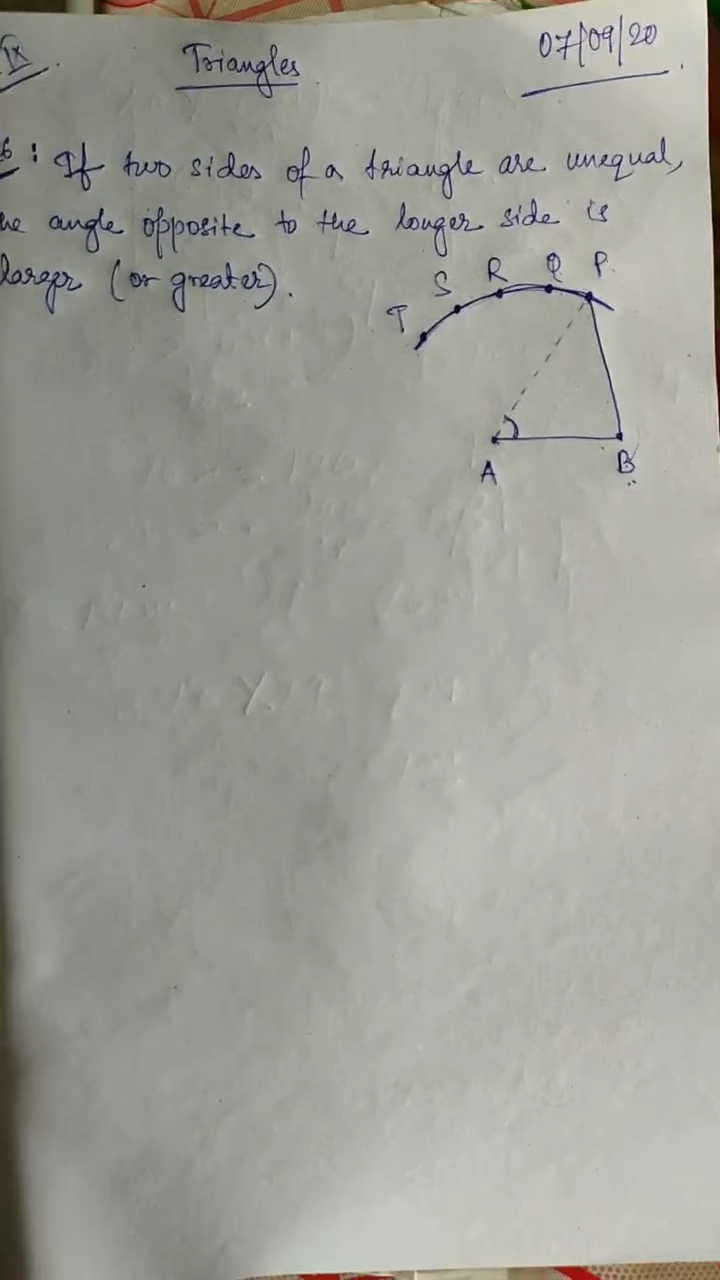 IX.
Triangles
07/09/20
6: If two sides of a triangle are unequal,
he angle opposite to the longer side is
larger (or greater).
T S R Q P.
A B